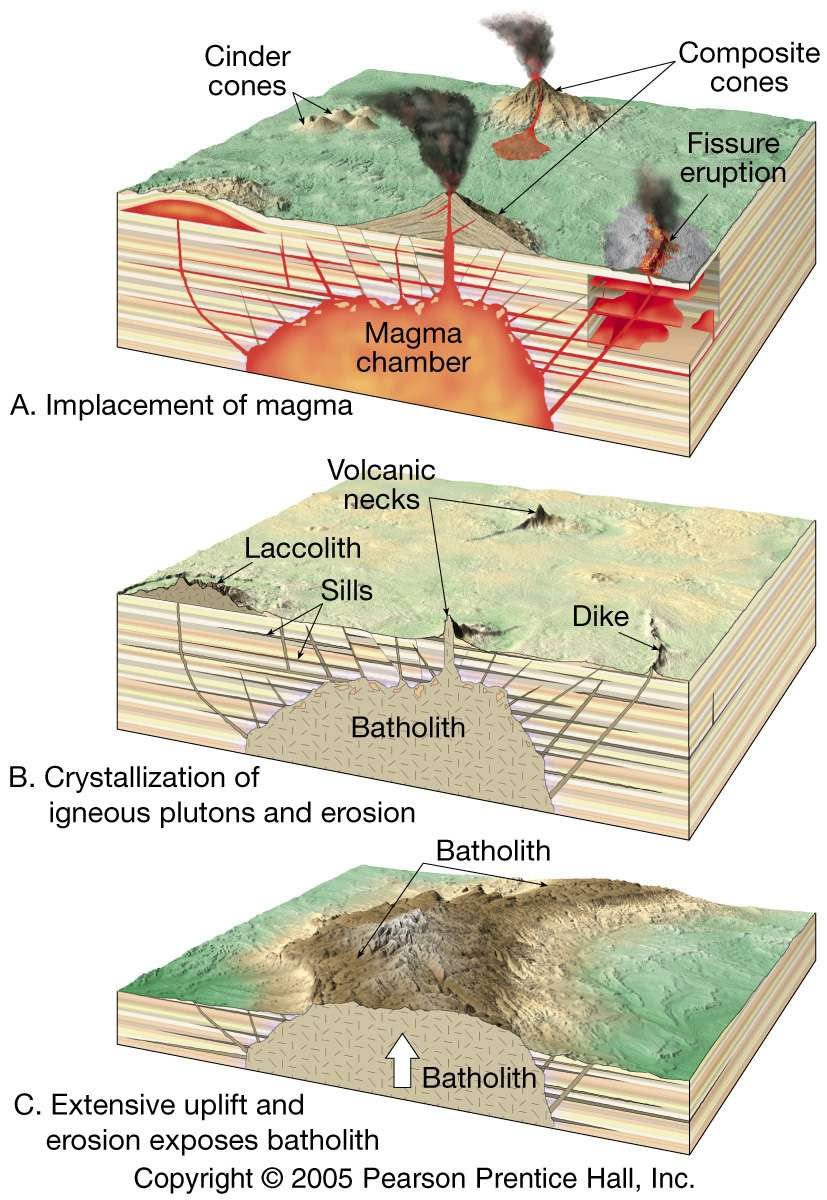 Cinder
cones
Composite
cones
Fissure
eruption
Magma
chamber
A. Implacement of magma
Volcanic
necks
Laccolith
Sills
Dike
Batholith
B. Crystallization of
igneous plutons and erosion
Batholith
Batholith
C. Extensive uplift and
erosion exposes batholith
Copyright © 2005 Pearson Prentice Hall, Inc.